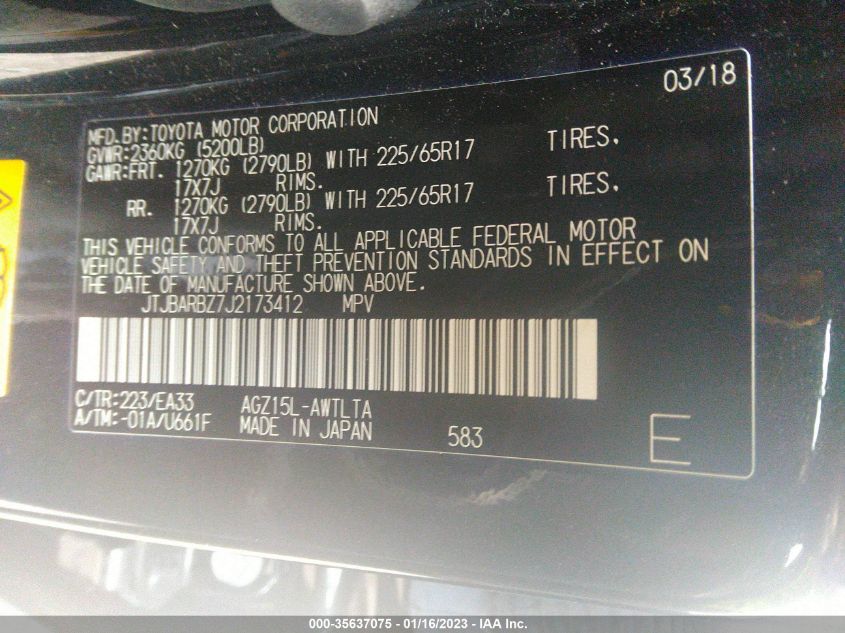 03/18
MFD.BY:TOYOTA MOTOR CORPORATION
GVWR:2360KG (5200LB)
GAWR:FRT. 1270KG (2790LB) WITH 225/65R17 TIRES,
17X7J RIMS.
RR. 1270KG (2790LB) WITH 225/65R17 TIRES,
17X7J RIMS.
THIS VEHICLE CONFORMS TO ALL APPLICABLE FEDERAL MOTOR
VEHICLE SAFETY AND THEFT PREVENTION STANDARDS IN EFFECT ON
THE DATE OF MANUFACTURE SHOWN ABOVE.
JTJBARBZ7J2173412 MPV
C/TR:223/EA33 AGZ15L-AWTLTA
A/TM:-01A/U661F MADE IN JAPAN 583 E
000-35637075 - 01/16/2023 - IAA Inc.